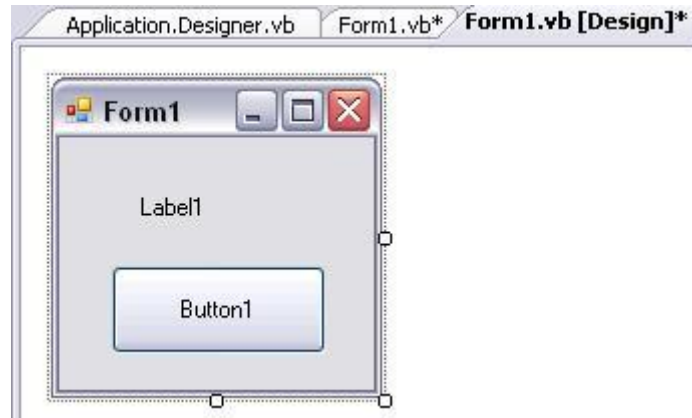 Application.Designer.vb Form1.vb* Form1.vb [Design]*
Form1
Label1
Button1